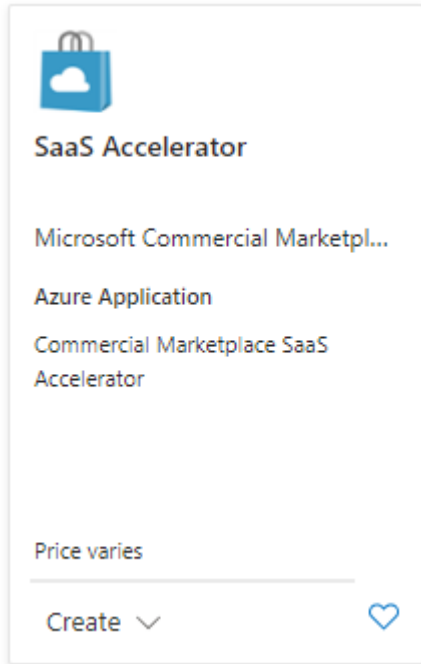 SaaS Accelerator
Microsoft Commercial Marketpl...
Azure Application
Commercial Marketplace SaaS
Accelerator
Price varies
Create